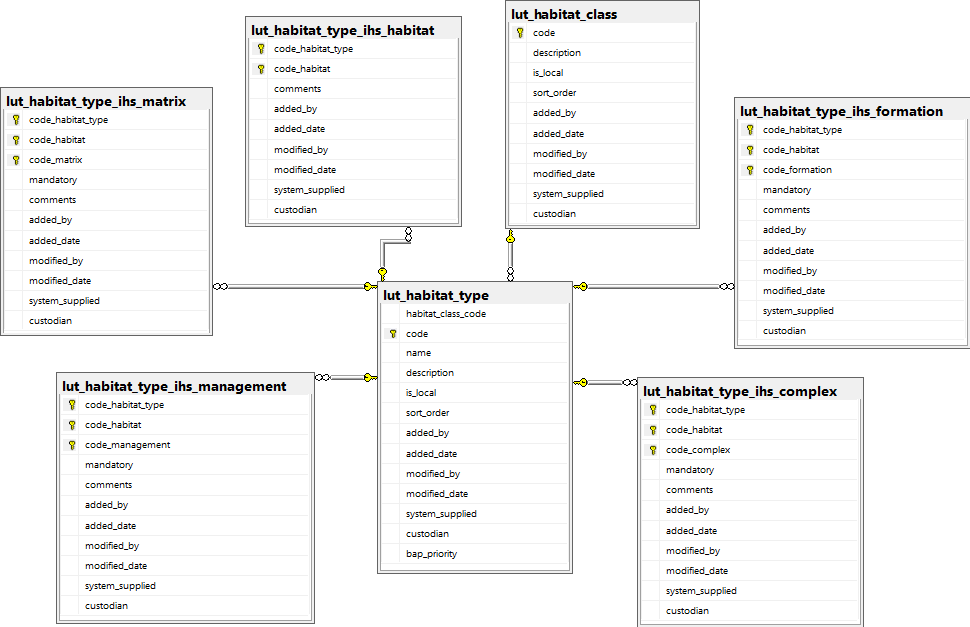 lut_habitat_type_ihs_matrix
code_habitat_type
code_habitat
code_matrix
mandatory
comments
added_by
added_date
modified_by
modified_date
system_supplied
custodian
lut_habitat_type_ihs_habitat
code_habitat_type
code_habitat
comments
added_by
added_date
modified_by
modified_date
system_supplied
custodian
lut_habitat_class
code
description
is_local
sort_order
added_by
added_date
modified_by
modified_date
system_supplied
custodian
lut_habitat_type_ihs_formation
code_habitat_type
code_habitat
code_formation
mandatory
comments
added_by
added_date
modified_by
modified_date
system_supplied
custodian
lut_habitat_type
habitat_class_code
code
name
description
is_local
sort_order
added_by
added_date
modified_by
modified_date
system_supplied
custodian
bap_priority
lut_habitat_type_ihs_management
code_habitat_type
code_habitat
code_management
mandatory
comments
added_by
added_date
modified_by
modified_date
system_supplied
custodian
lut_habitat_type_ihs_complex
code_habitat_type
code_habitat
code_complex
mandatory
comments
added_by
added_date
modified_by
modified_date
system_supplied
custodian